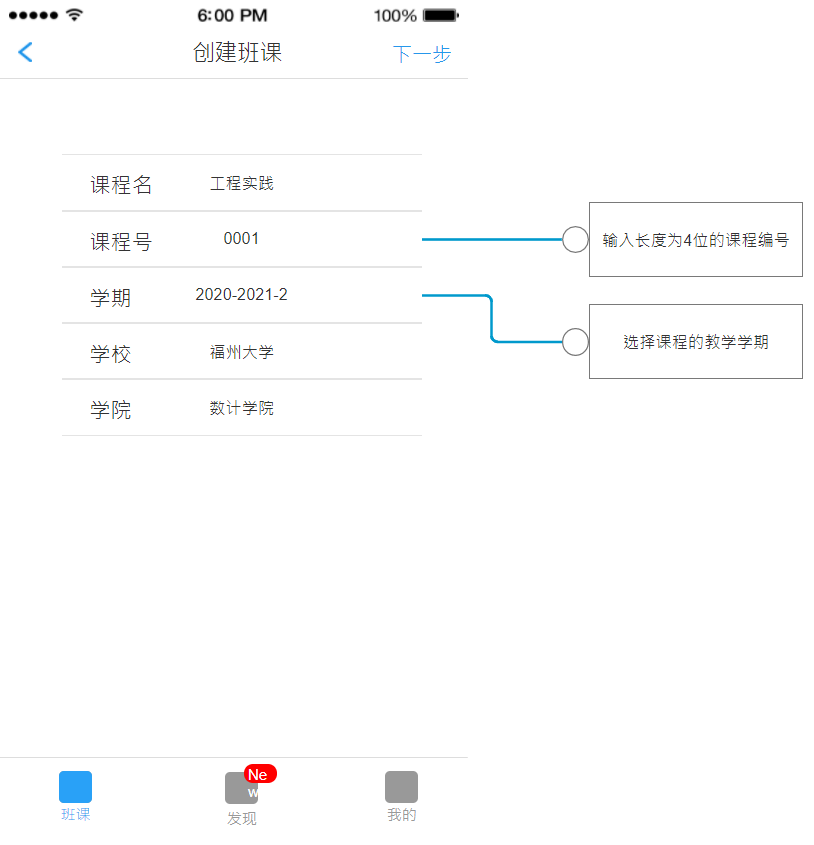 6:00 PM
100%
创建班课
下一步
课程名
工程实践
课程号
0001
输入长度为4位的课程编号
学期
2020-2021-2
选择课程的教学学期
学校
福州大学
学院
数计学院
班课
Ne
w
发现
我的